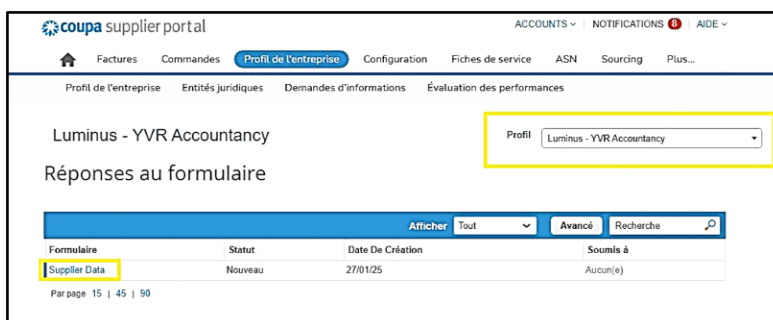 coupa supplier portal ACCOUNTS NOTIFICATIONS 8 AIDE
Factures Commandes Profil de l'entreprise Configuration Fiches de service ASN Sourcing Plus...
Profil de l'entreprise Entités juridiques Demandes d'informations Évaluation des performances
Luminus - YVR Accountancy Profil Luminus - YVR Accountancy
Réponses au formulaire
Afficher Tout Avancé Recherche
Formulaire Statut Date De Création Soumis à
Supplier Data Nouveau 27/01/25 Aucun(e)
Par page 15 | 45 | 90